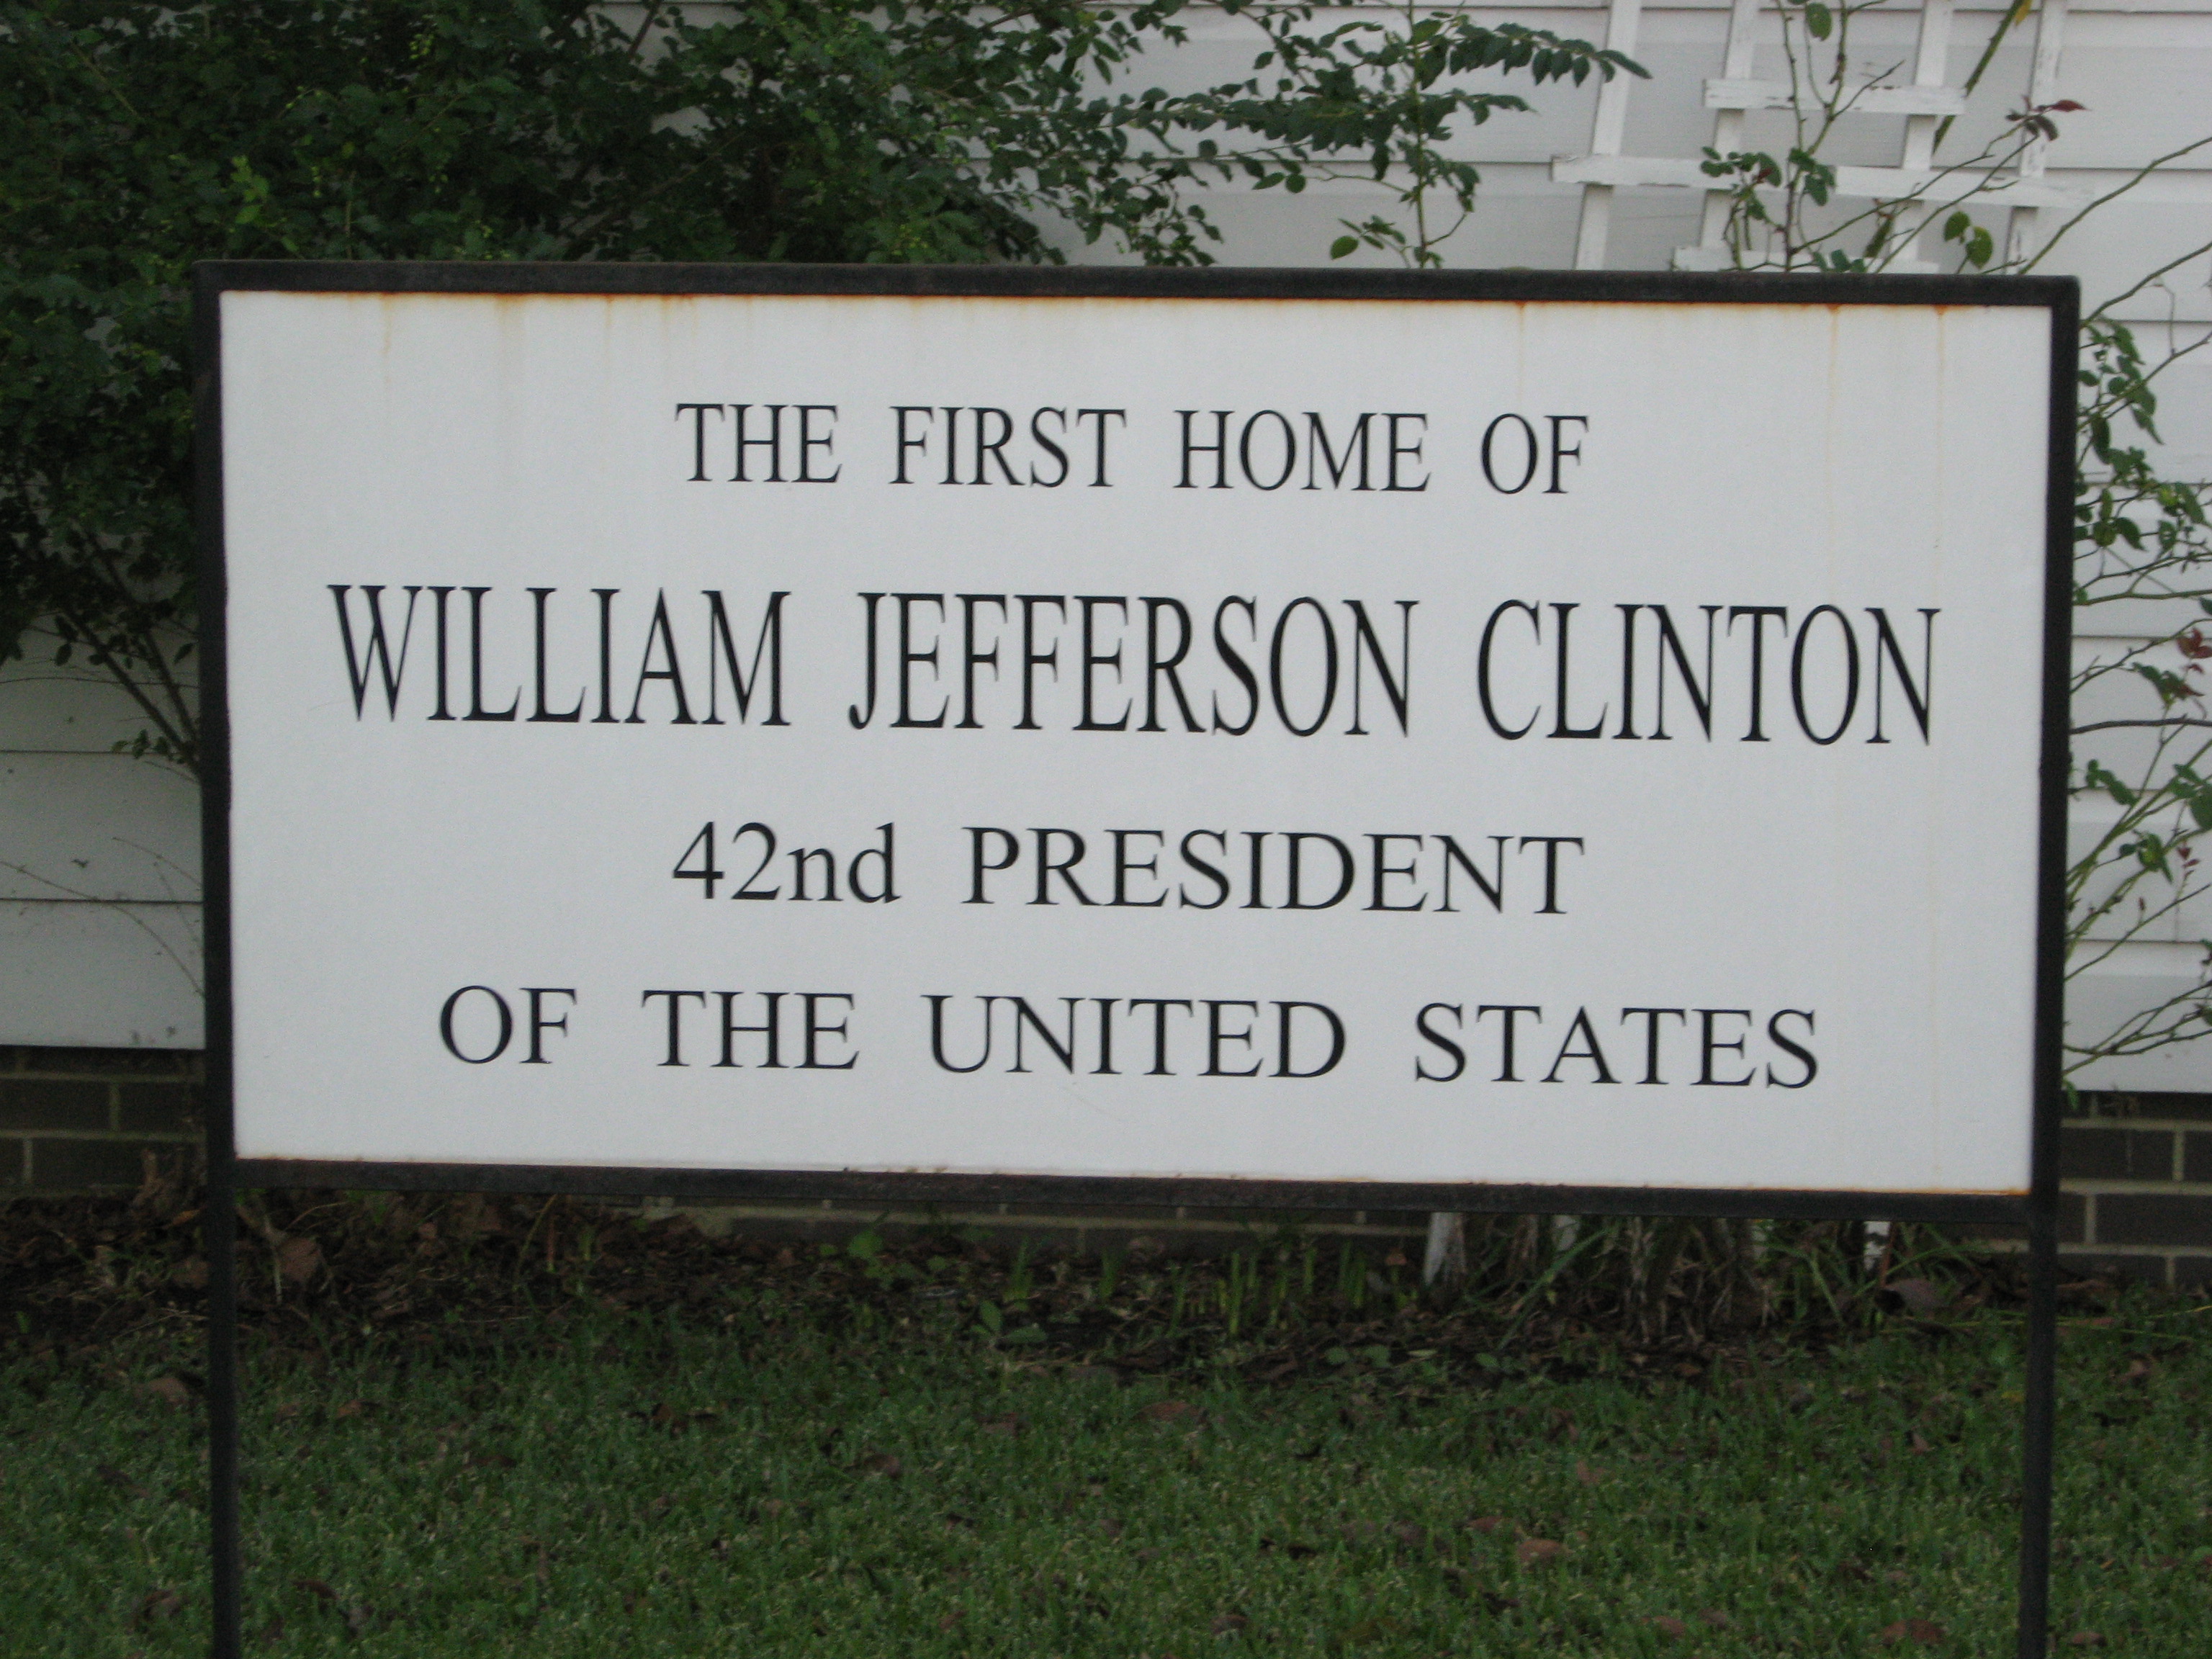 THE FIRST HOME OF
WILLIAM JEFFERSON CLINTON
42nd PRESIDENT
OF THE UNITED STATES